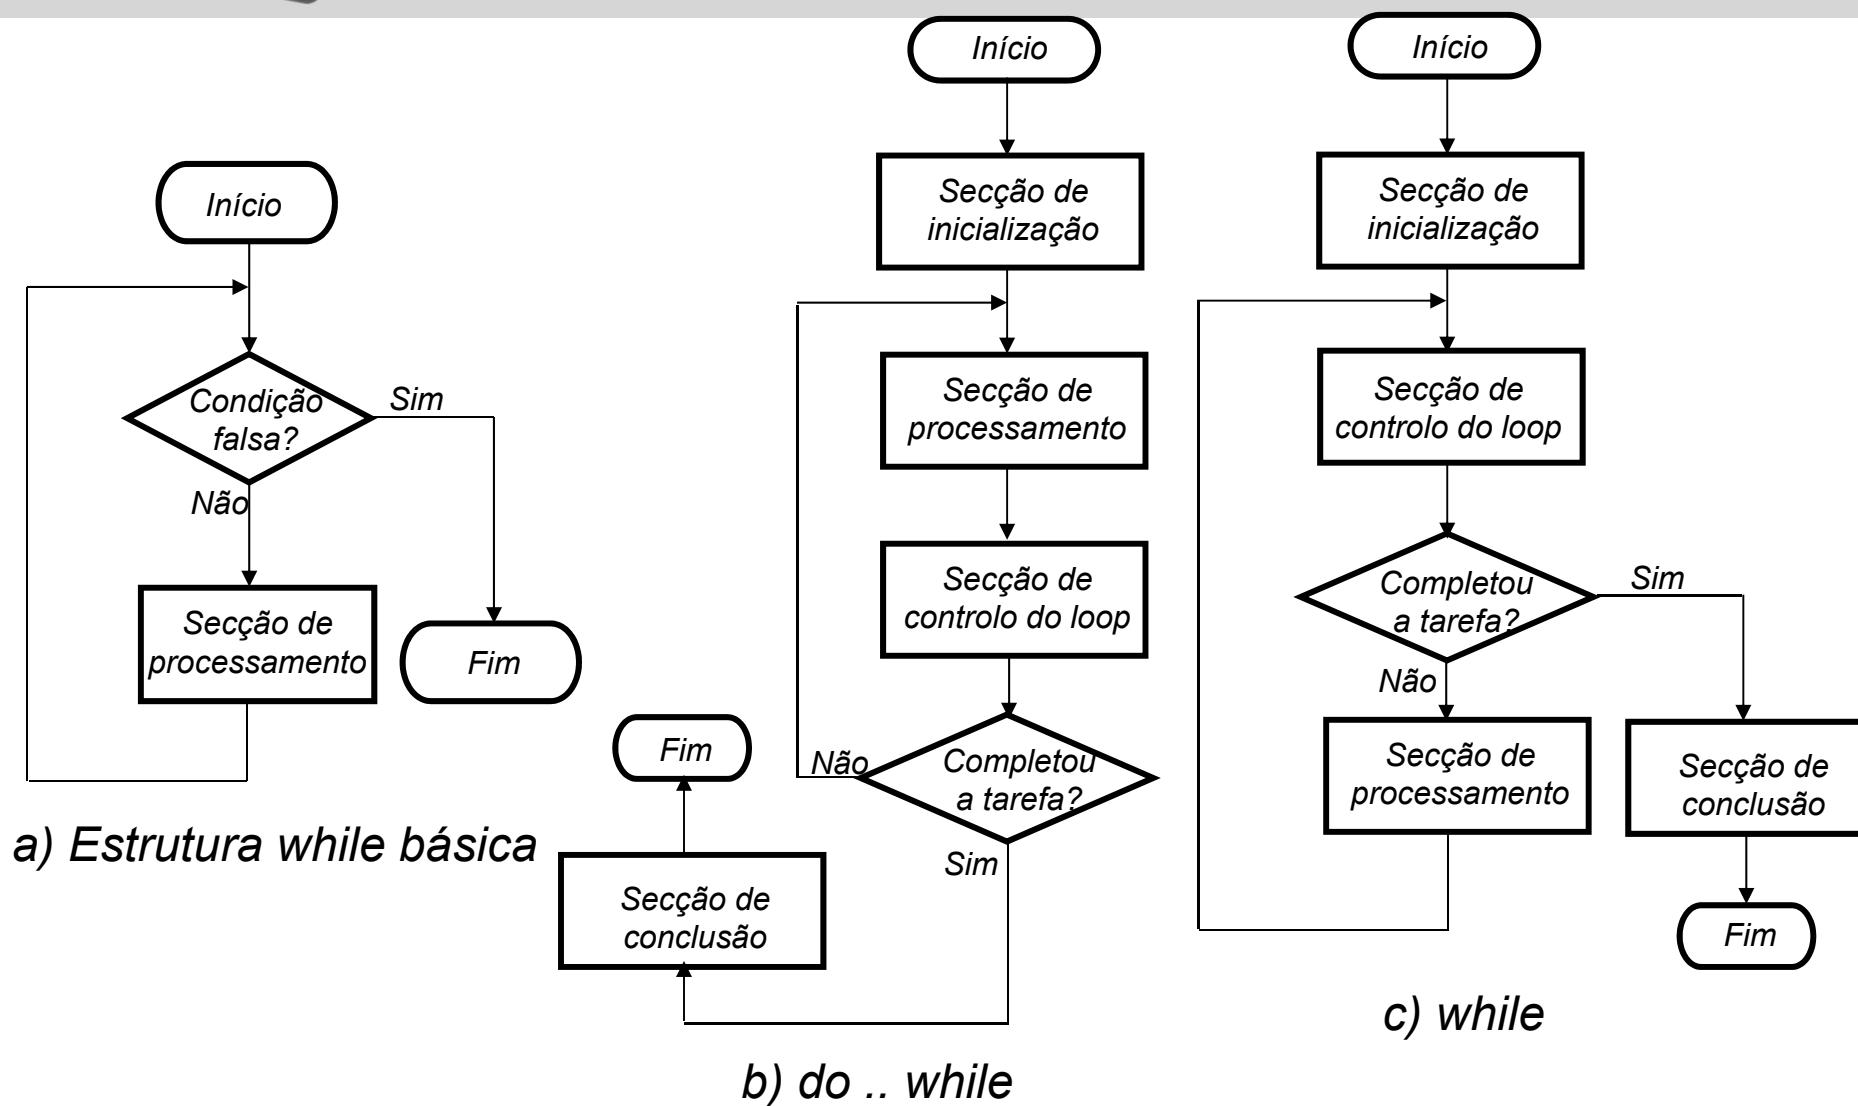 Início
Condição
falsa?
Sim
Não
Secção de
processamento
Fim
a) Estrutura while básica
Início
Secção de
inicialização
Secção de
processamento
Secção de
controlo do loop
Completou
a tarefa?
Não
Sim
Fim
Secção de
conclusão
b) do .. while
Início
Secção de
inicialização
Secção de
controlo do loop
Completou
a tarefa?
Sim
Não
Secção de
processamento
Secção de
conclusão
Fim
c) while